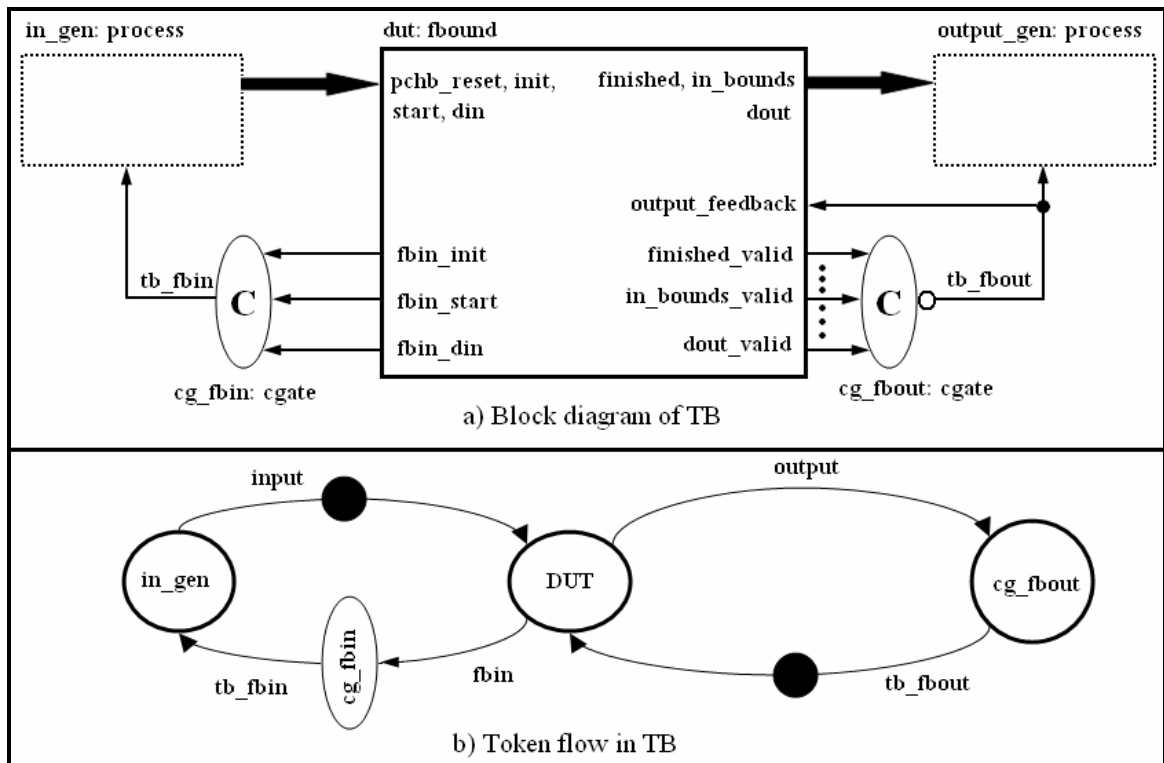 in_gen: process
dut: fbound
output_gen: process
pchb_reset, init,
start, din
finished, in_bounds
dout
output_feedback
fbin_init
finished_valid
tb_fbin
C
fbin_start
in_bounds_valid
C
tb_fbout
fbin_din
dout_valid
cg_fbin: cgate
cg_fbout: cgate
a) Block diagram of TB
input
output
in_gen
DUT
cg_fbout
cg_fbin
tb_fbin
fbin
tb_fbout
b) Token flow in TB